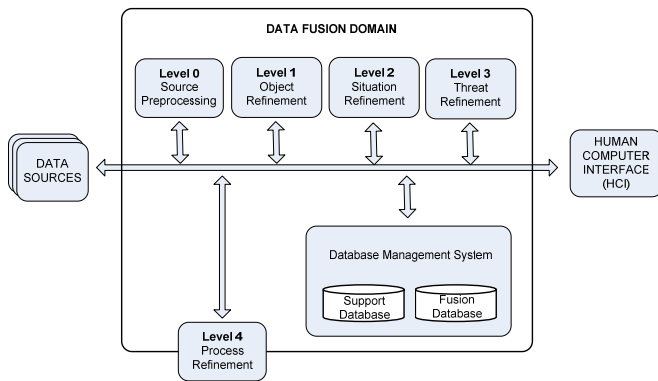 DATA FUSION DOMAIN
Level 0
Source
Preprocessing
Level 1
Object
Refinement
Level 2
Situation
Refinement
Level 3
Threat
Refinement
DATA
SOURCES
HUMAN
COMPUTER
INTERFACE
(HCI)
Database Management System
Support
Database
Fusion
Database
Level 4
Process
Refinement